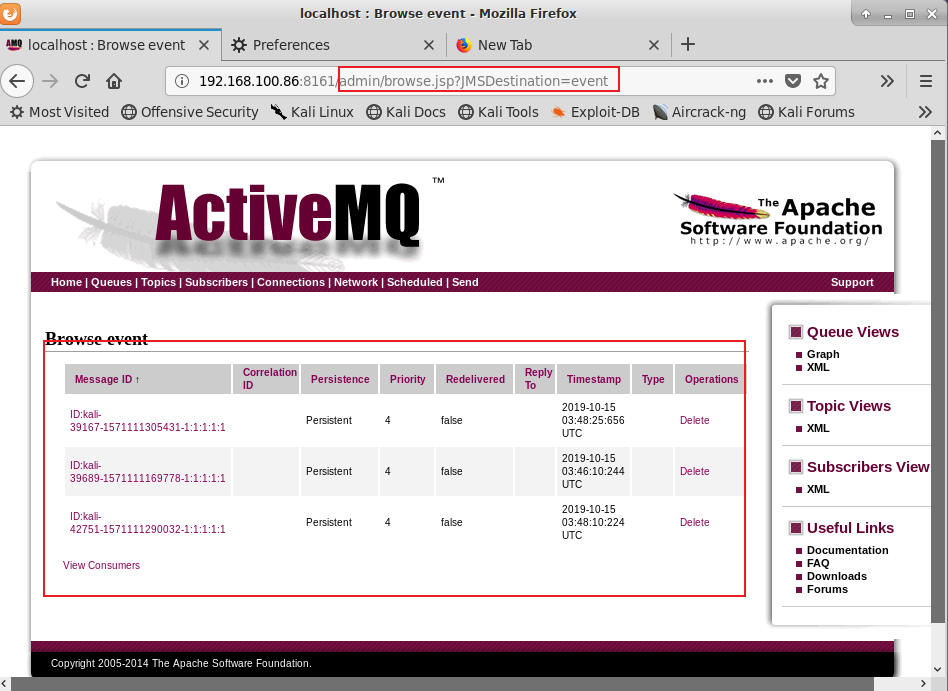 localhost : Browse event - Mozilla Firefox
AMQ localhost : Browse event
Preferences
New Tab
192.168.100.86:8161/admin/browse.jsp?JMSDestination=event
Most Visited Offensive Security Kali Linux Kali Docs Kali Tools Exploit-DB Aircrack-ng Kali Forums
ActiveMQ ™
The Apache
Software Foundation
http://www.apache.org/
Home | Queues | Topics | Subscribers | Connections | Network | Scheduled | Send
Support
Browse event
Message ID ↑ Correlation ID Persistence Priority Redelivered Reply To Timestamp Type Operations
ID:kali-
39167-1571111305431-1:1:1:1:1 Persistent 4 false 2019-10-15 03:48:25:656 UTC Delete
ID:kali-
39689-1571111169778-1:1:1:1:1 Persistent 4 false 2019-10-15 03:46:10:244 UTC Delete
ID:kali-
42751-1571111290032-1:1:1:1:1 Persistent 4 false 2019-10-15 03:48:10:224 UTC Delete
View Consumers
Queue Views
Graph
XML
Topic Views
XML
Subscribers View
XML
Useful Links
Documentation
FAQ
Downloads
Forums
Copyright 2005-2014 The Apache Software Foundation.